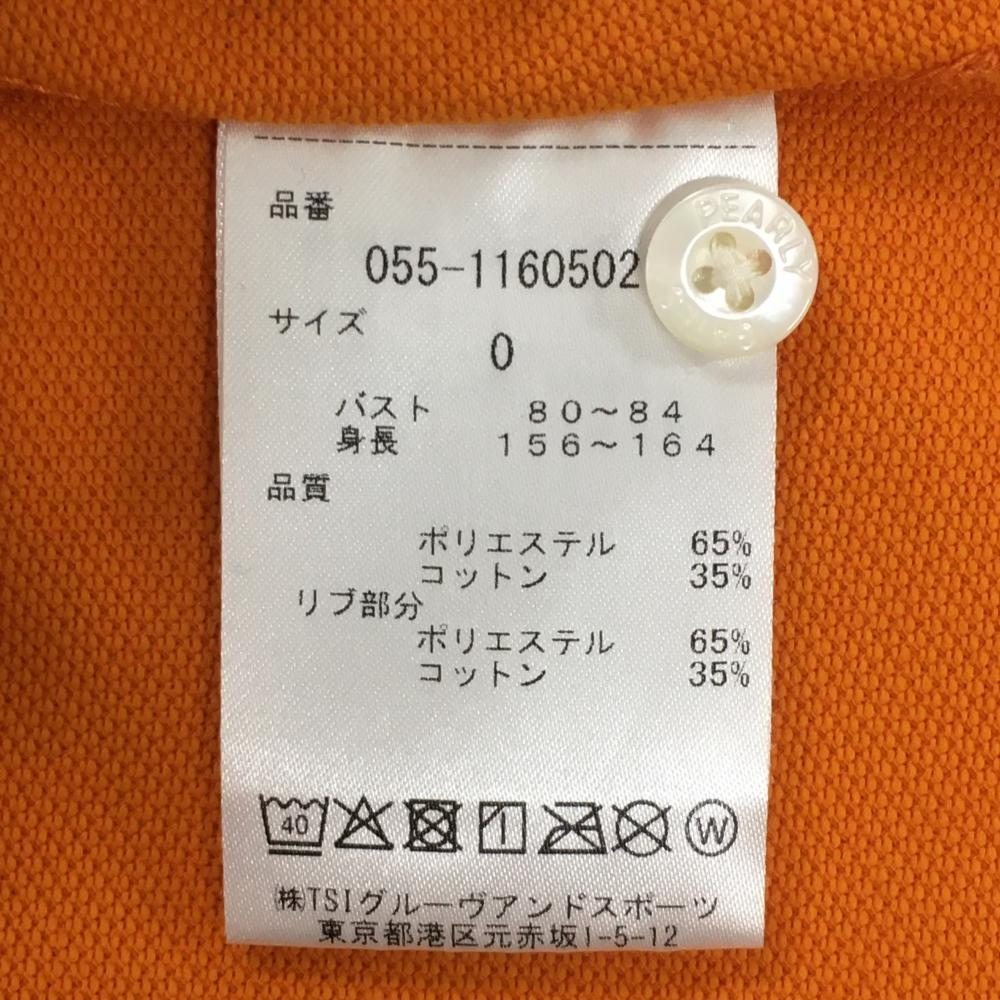 品番
055-1160502
PEARLY
サイズ
0
バスト 80～84
身長 156～164
品質
ポリエステル 65%
コットン 35%
リブ部分
ポリエステル 65%
コットン 35%
40
W
㈱TSIグルーヴアンドスポーツ
東京都港区元赤坂1-5-12